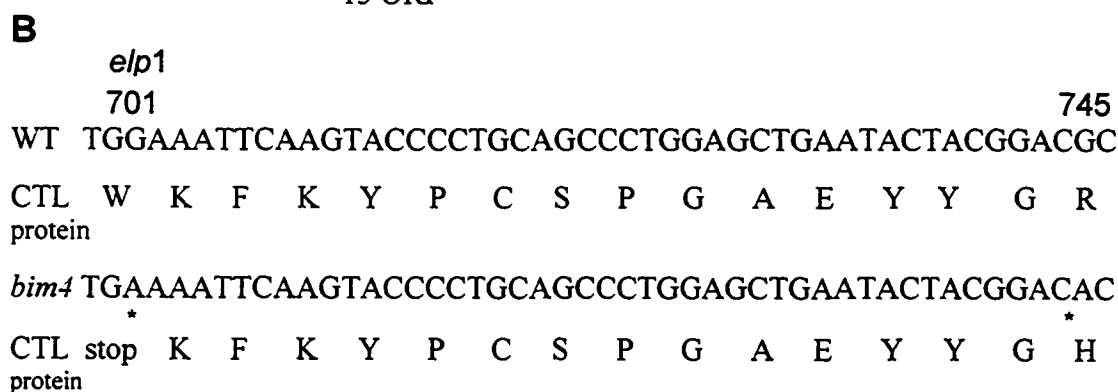 B
elp1
701 745
WT TGGAAATTCAAGTACCCCTGCAGCCCTGGAGCTGAATACTACGGACGC
CTL W K F K Y P C S P G A E Y Y G R
protein
bim4 TGAAAATTCAAGTACCCCTGCAGCCCTGGAGCTGAATACTACGGACAC
* *
CTL stop K F K Y P C S P G A E Y Y G H
protein